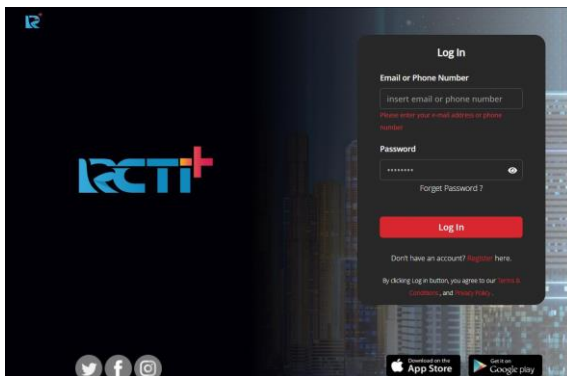 RCTI+
Log In
Email or Phone Number
insert email or phone number
Please enter your e-mail address or phone
number
Password
Forget Password ?
Log In
Don't have an account? Register here.
By clicking Log in button, you agree to our Terms &
Conditions , and Privacy Policy .
Download on the
App Store
Get it on
Google play